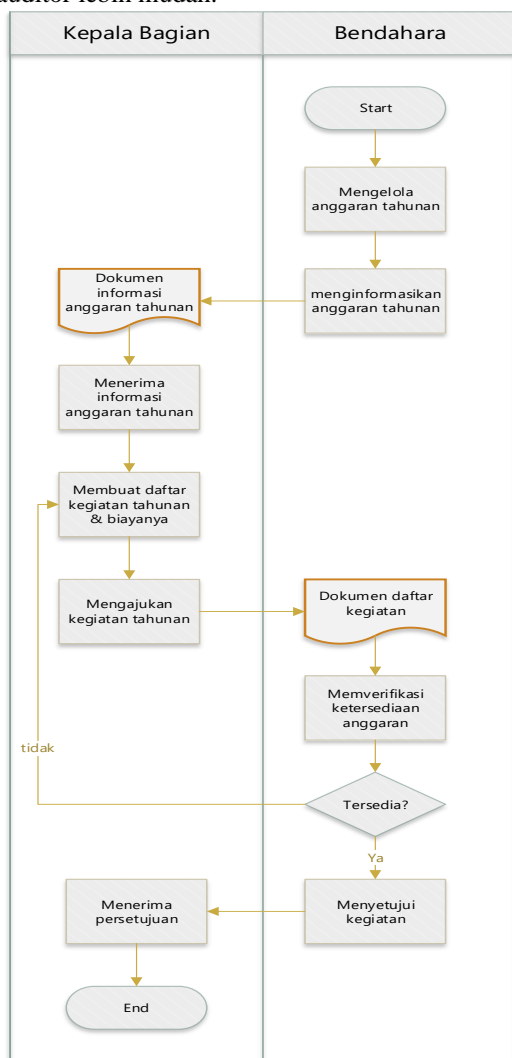 auditor lebih mudah.
Kepala Bagian
Bendahara
Start
Mengelola
anggaran tahunan
menginformasikan
anggaran tahunan
Dokumen
informasi
anggaran tahunan
Menerima
informasi
anggaran tahunan
Membuat daftar
kegiatan tahunan
& biayanya
Mengajukan
kegiatan tahunan
Dokumen daftar
kegiatan
Memverifikasi
ketersediaan
anggaran
Tersedia?
tidak
Ya
Menyetujui
kegiatan
Menerima
persetujuan
End